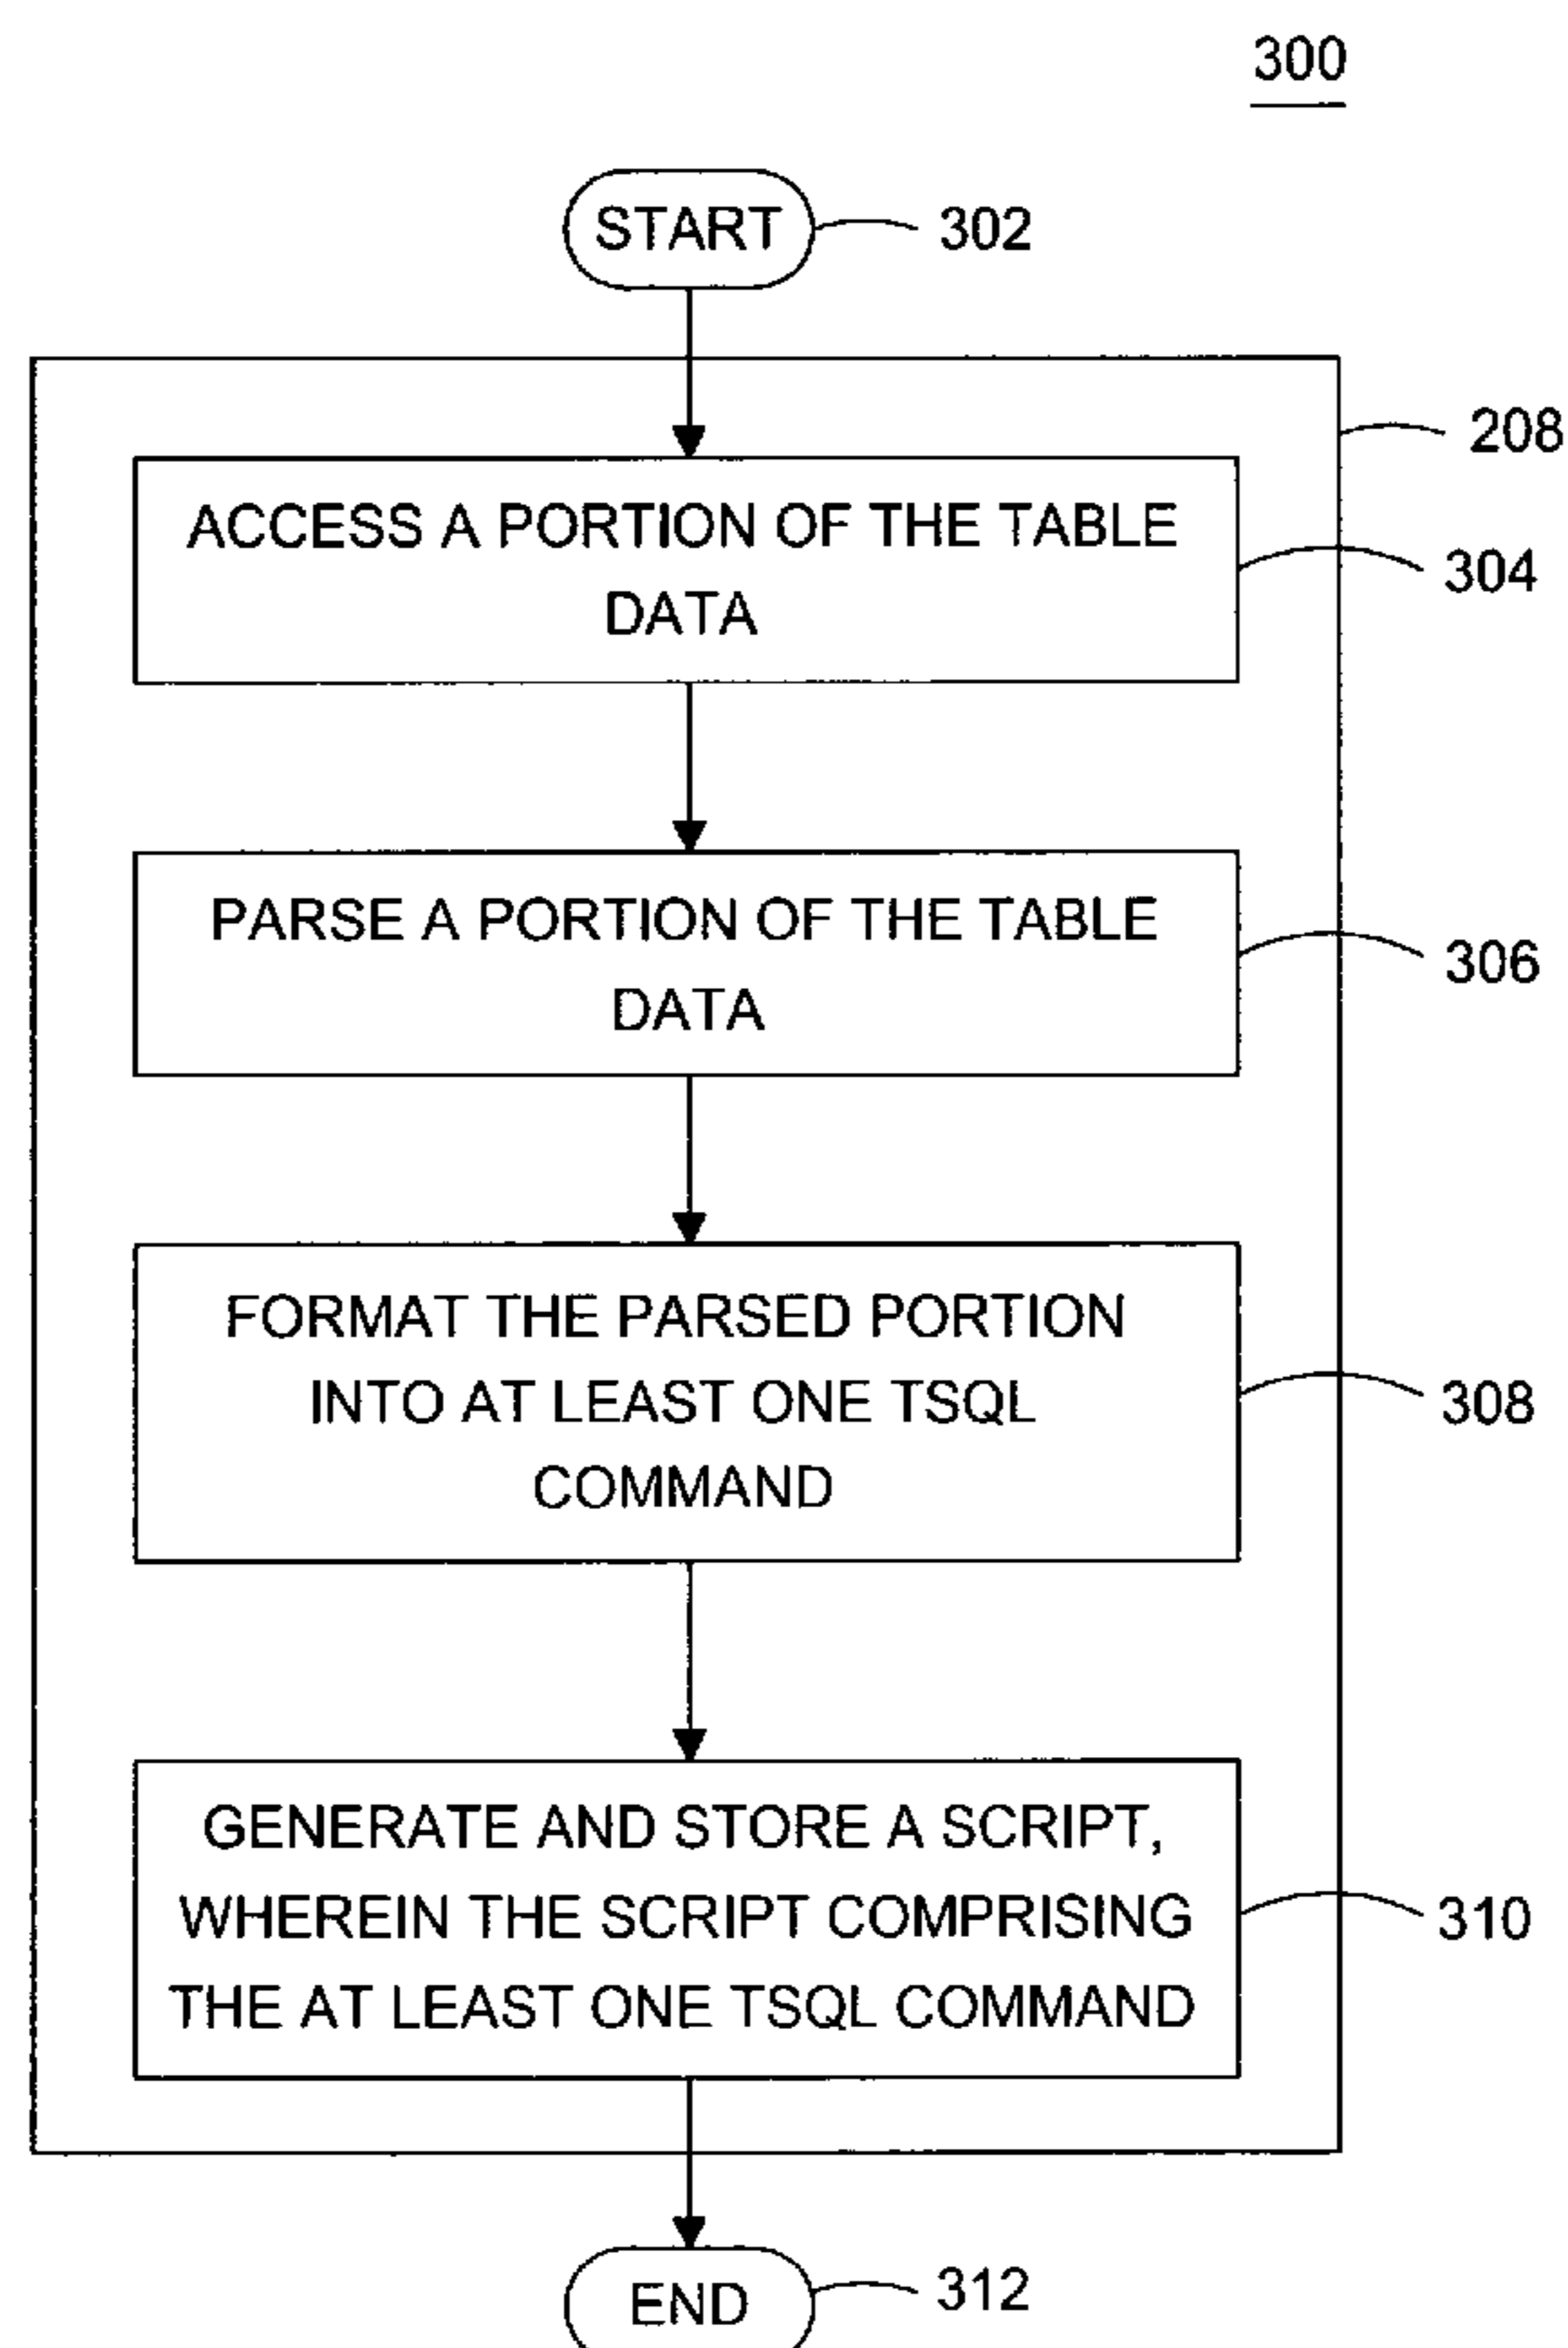 300
START
302
208
ACCESS A PORTION OF THE TABLE
DATA
304
PARSE A PORTION OF THE TABLE
DATA
306
FORMAT THE PARSED PORTION
INTO AT LEAST ONE TSQL
COMMAND
308
GENERATE AND STORE A SCRIPT,
WHEREIN THE SCRIPT COMPRISING
THE AT LEAST ONE TSQL COMMAND
310
END
312